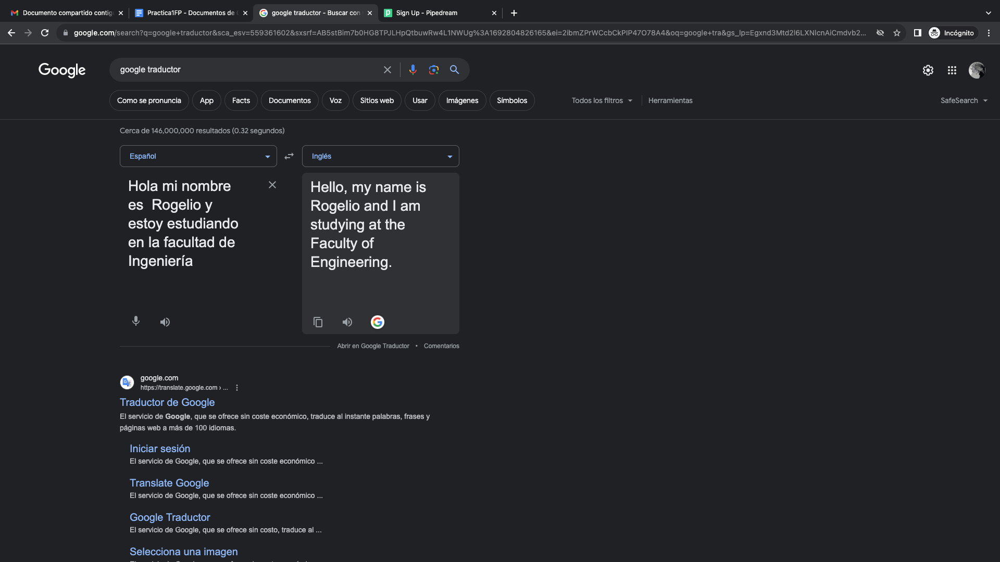 Documento compartido contig
Practica1FP - Documentos de
google traductor - Buscar con
Sign Up - Pipedream
google.com/search?q=google+traductor&sca_esv=559361602&sxsrf=AB5stBim7b0HG8TPJLHpQtbuwRw4L1NWUg%3A1692804826165&ei=2ibmZPrWCcbCkPIP47O78A4&oq=google+tra&gs_lp=Egxnd3Mtd2l6LXNlcnAiCmdvb2...
Incógnito
Google
google traductor
Como se pronuncia
App
Facts
Documentos
Voz
Sitios web
Usar
Imágenes
Símbolos
Todos los filtros
Herramientas
SafeSearch
Cerca de 146,000,000 resultados (0.32 segundos)
Español
Inglés
Hola mi nombre
es  Rogelio y
estoy estudiando
en la facultad de
Ingeniería
Hello, my name is
Rogelio and I am
studying at the
Faculty of
Engineering.
Abrir en Google Traductor • Comentarios
google.com
https://translate.google.com › ...
Traductor de Google
El servicio de Google, que se ofrece sin coste económico, traduce al instante palabras, frases y
páginas web a más de 100 idiomas.
Iniciar sesión
El servicio de Google, que se ofrece sin coste económico ...
Translate Google
El servicio de Google, que se ofrece sin coste económico ...
Google Traductor
El servicio de Google, que se ofrece sin costo, traduce al ...
Selecciona una imagen